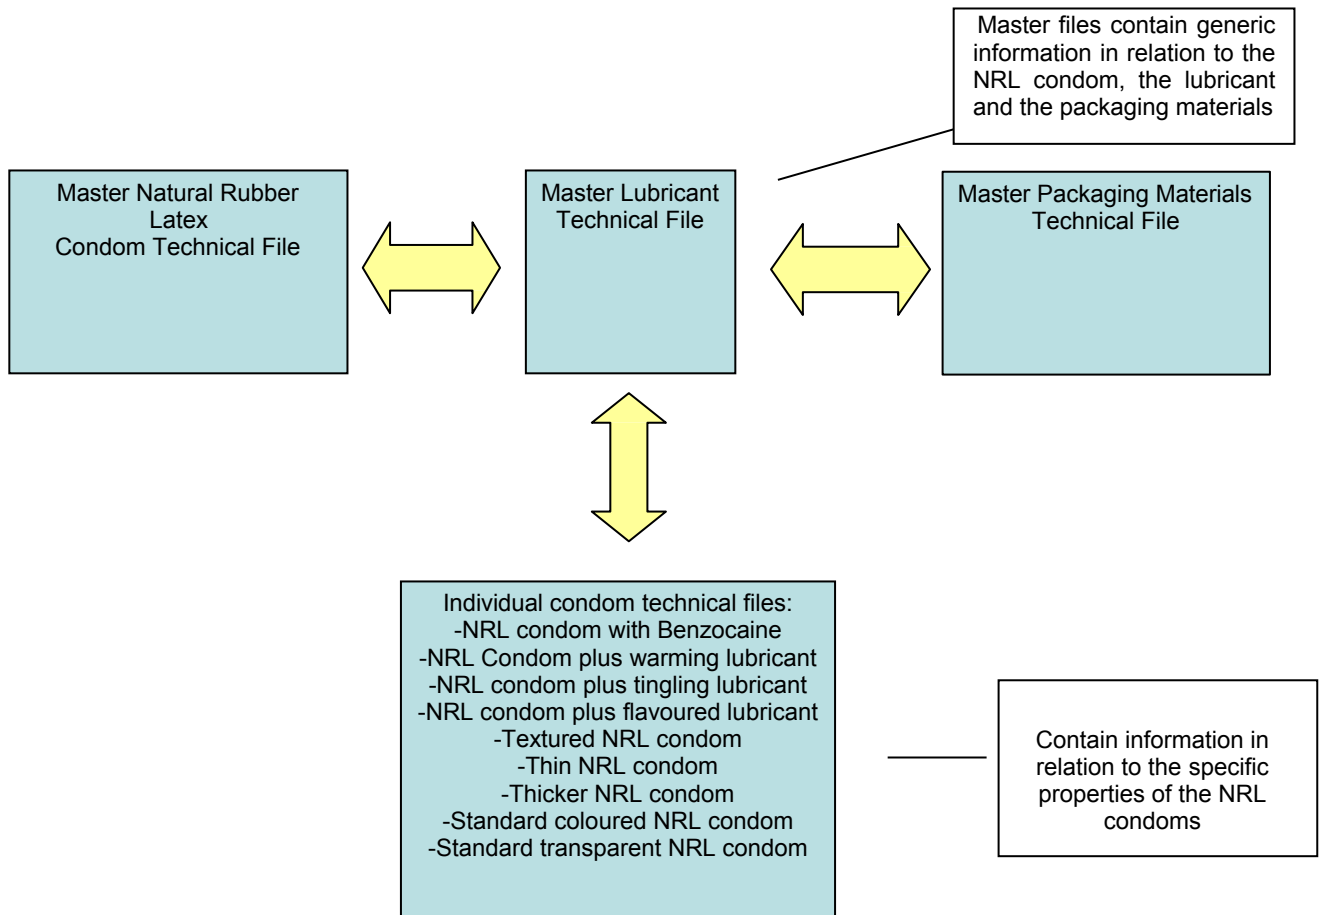 Master files contain generic
information in relation to the
NRL condom, the lubricant
and the packaging materials
Master Natural Rubber
Latex
Condom Technical File
Master Lubricant
Technical File
Master Packaging Materials
Technical File
Individual condom technical files:
-NRL condom with Benzocaine
-NRL Condom plus warming lubricant
-NRL condom plus tingling lubricant
-NRL condom plus flavoured lubricant
-Textured NRL condom
-Thin NRL condom
-Thicker NRL condom
-Standard coloured NRL condom
-Standard transparent NRL condom
Contain information in
relation to the specific
properties of the NRL
condoms